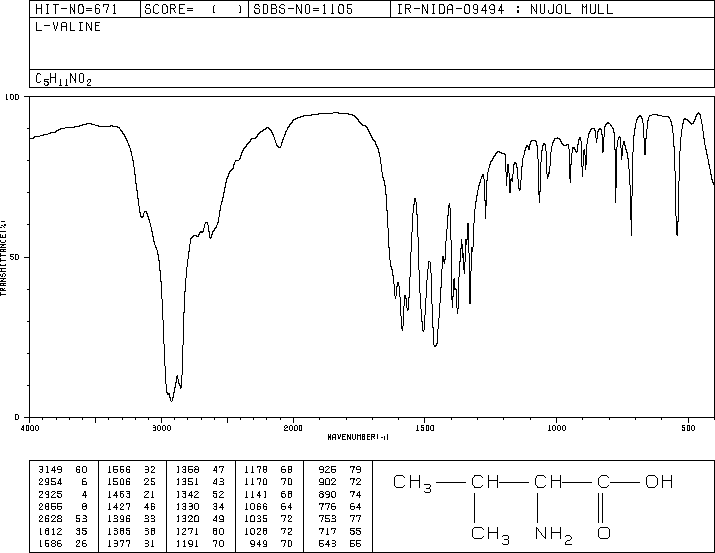 HIT-NO=671 SCORE= ( ) SDBS-NO=1105 IR-NIDA-09494 : NUJOL MULL
L-VALINE
C5H11NO2
100
50
0
TRANSMITTANCE(%)
4000 3000 2000 1500 1000 500
WAVENUMBER(-1)
3149 60 1566 32 1358 47 1178 68 926 79
2954 6 1506 25 1351 43 1170 70 902 72
2925 4 1463 21 1342 52 1141 68 890 74
2855 8 1427 46 1330 34 1066 64 776 64
2628 53 1396 33 1320 49 1035 72 753 77
1612 35 1385 38 1271 60 1028 72 717 55
1586 26 1377 31 1191 70 949 70 543 55
CH3 CH CH C OH
CH3 NH2 O